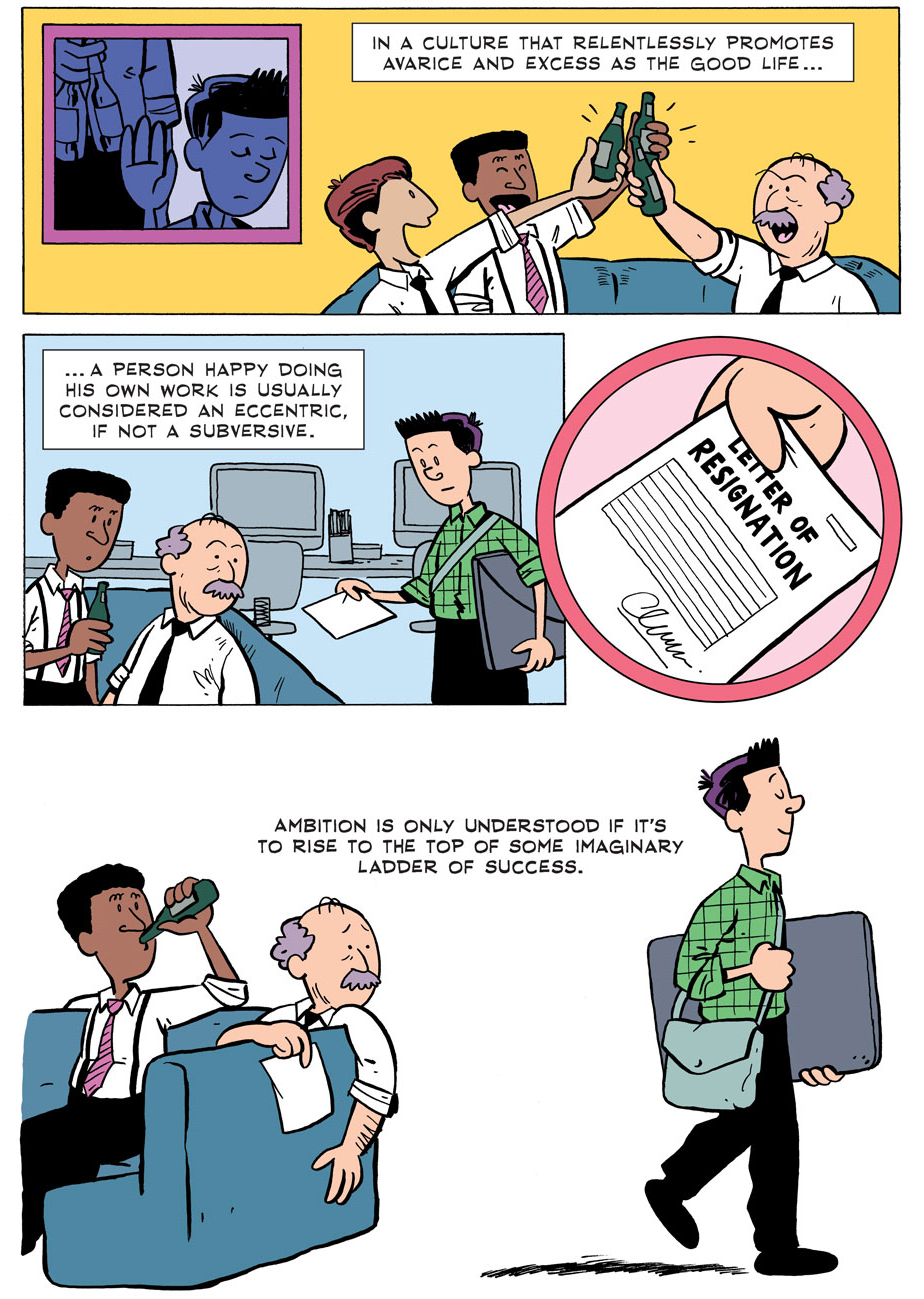 IN A CULTURE THAT RELENTLESSLY PROMOTES
AVARICE AND EXCESS AS THE GOOD LIFE...
...A PERSON HAPPY DOING
HIS OWN WORK IS USUALLY
CONSIDERED AN ECCENTRIC,
IF NOT A SUBVERSIVE.
LETTER OF
RESIGNATION
AMBITION IS ONLY UNDERSTOOD IF IT'S
TO RISE TO THE TOP OF SOME IMAGINARY
LADDER OF SUCCESS.